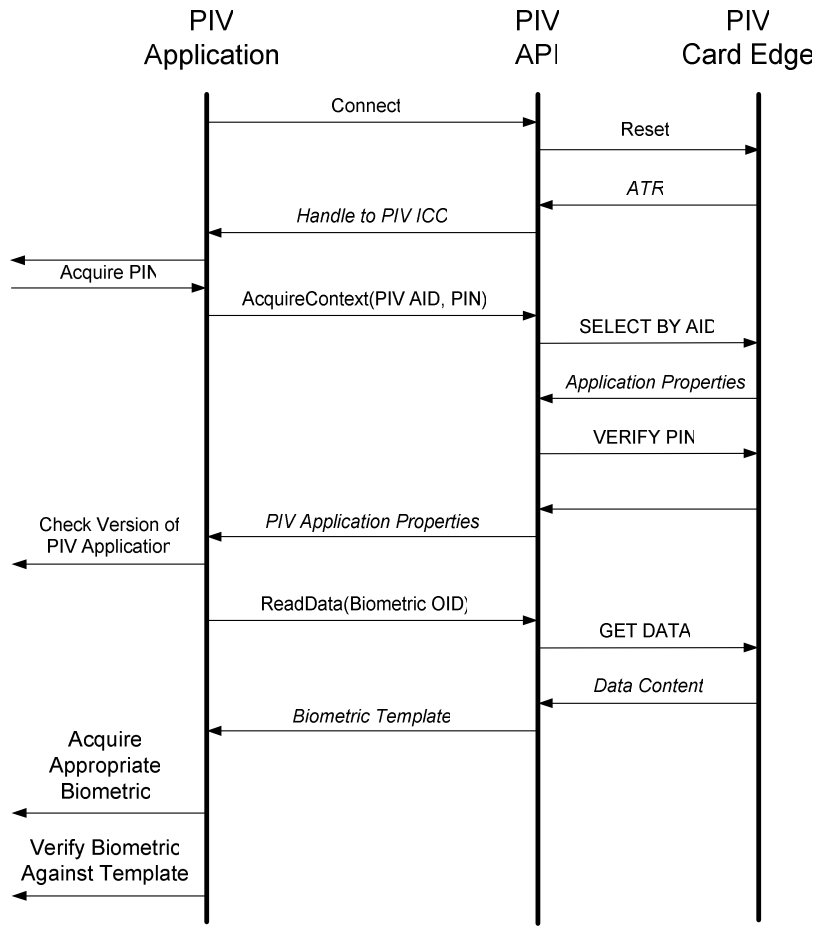 PIV
Application
PIV
API
PIV
Card Edge
Connect
Reset
ATR
Handle to PIV ICC
Acquire PIN
AcquireContext(PIV AID, PIN)
SELECT BY AID
Application Properties
VERIFY PIN
PIV Application Properties
Check Version of
PIV Application
ReadData(Biometric OID)
GET DATA
Data Content
Biometric Template
Acquire
Appropriate
Biometric
Verify Biometric
Against Template